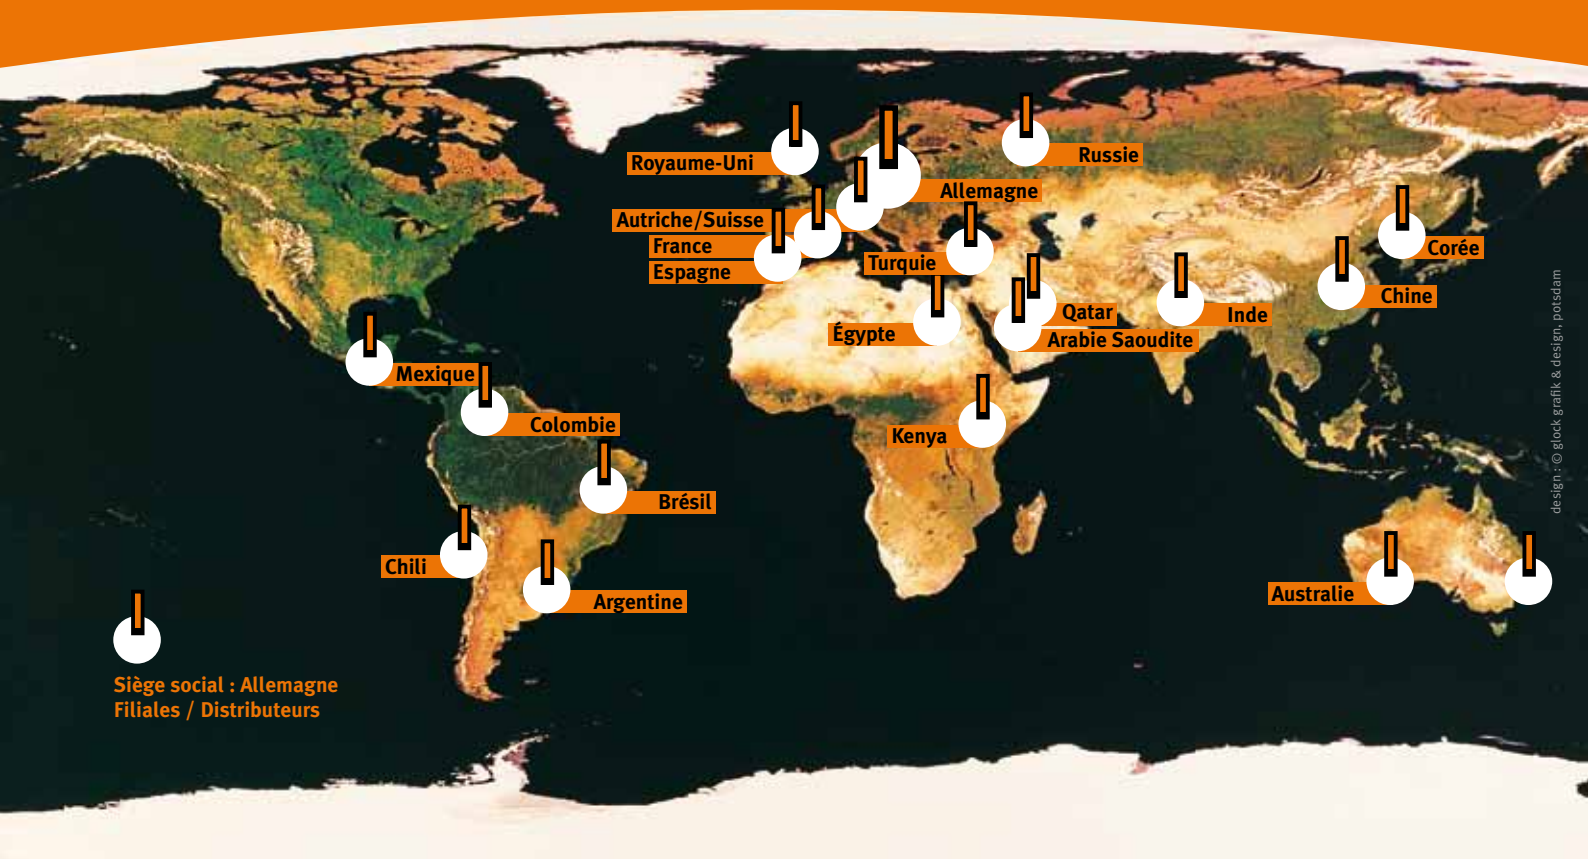 Royaume-Uni
Russie
Allemagne
Autriche/Suisse
France
Espagne
Turquie
Corée
Chine
Qatar
Inde
Égypte
Arabie Saoudite
Mexique
Colombie
Kenya
Brésil
Chili
Argentine
Australie
Siège social : Allemagne
Filiales / Distributeurs
design : © glock grafik & design, potsdam